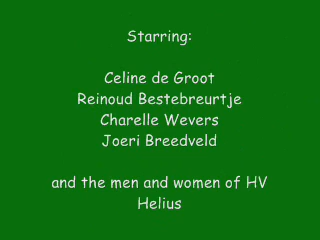 Starring:
Celine de Groot
Reinoud Bestebreurtje
Charelle Wevers
Joeri Breedveld
and the men and women of HV
Helius